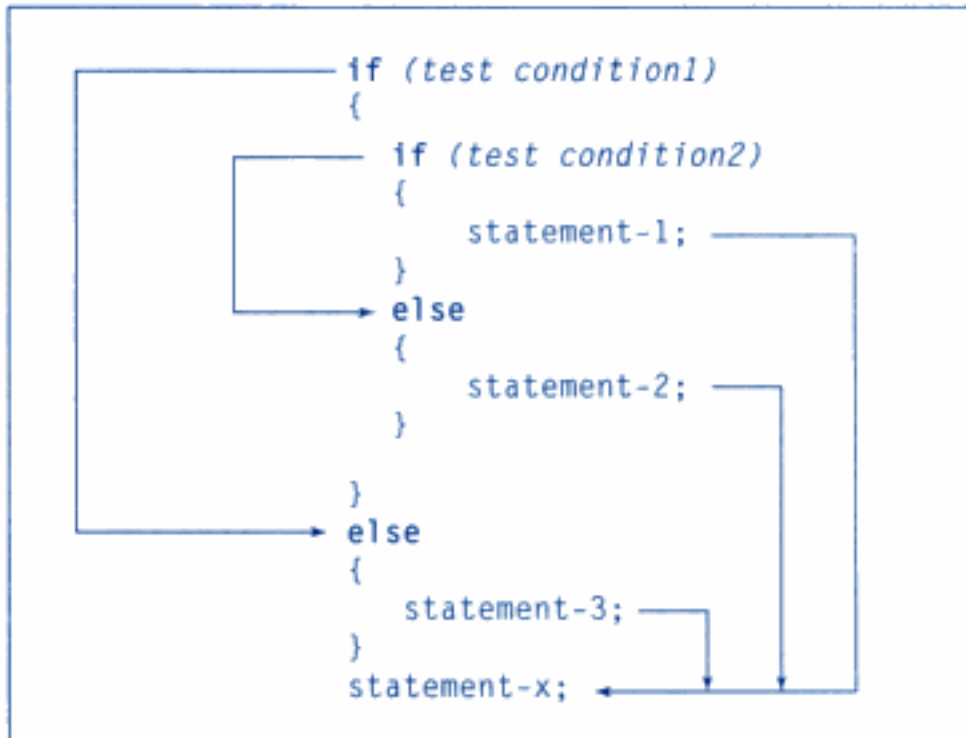 if (test condition1)
{
if (test condition2)
{
statement-1;
}
else
{
statement-2;
}
}
else
{
statement-3;
}
statement-x;